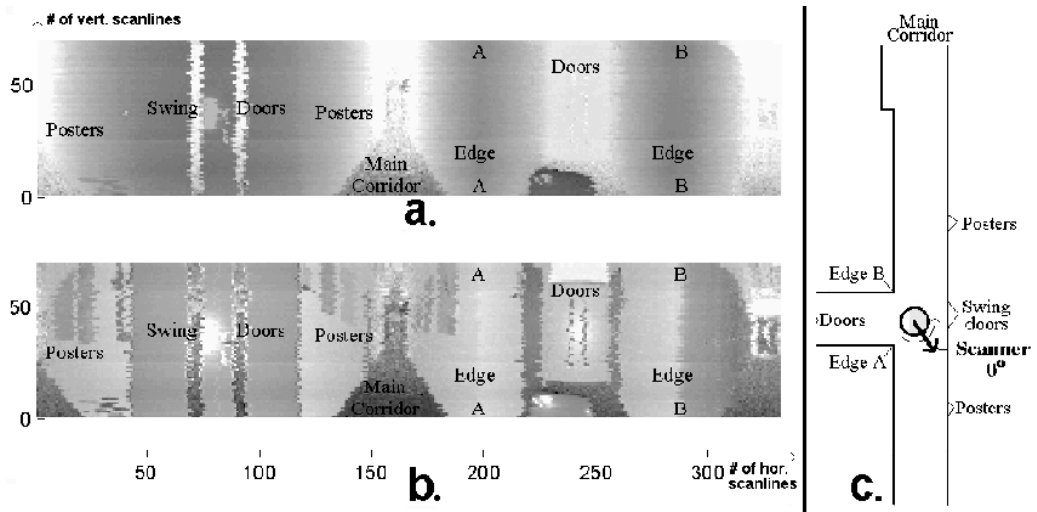 # of vert. scanlines
50
0
Posters
Swing Doors
Posters
Main
Corridor
A
Edge
A
Doors
B
Edge
B
a.
50
0
Posters
Swing Doors
Posters
Main
Corridor
A
Edge
A
Doors
B
Edge
B
50 100 150 200 250 300
# of hor.
scanlines
b.
Main
Corridor
Posters
Edge B
Doors
Swing
doors
Edge A
Scanner
0°
Posters
c.